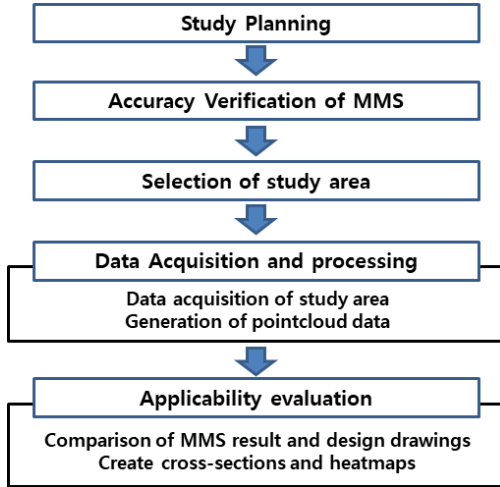 Study Planning
Accuracy Verification of MMS
Selection of study area
Data Acquisition and processing
Data acquisition of study area
Generation of pointcloud data
Applicability evaluation
Comparison of MMS result and design drawings
Create cross-sections and heatmaps